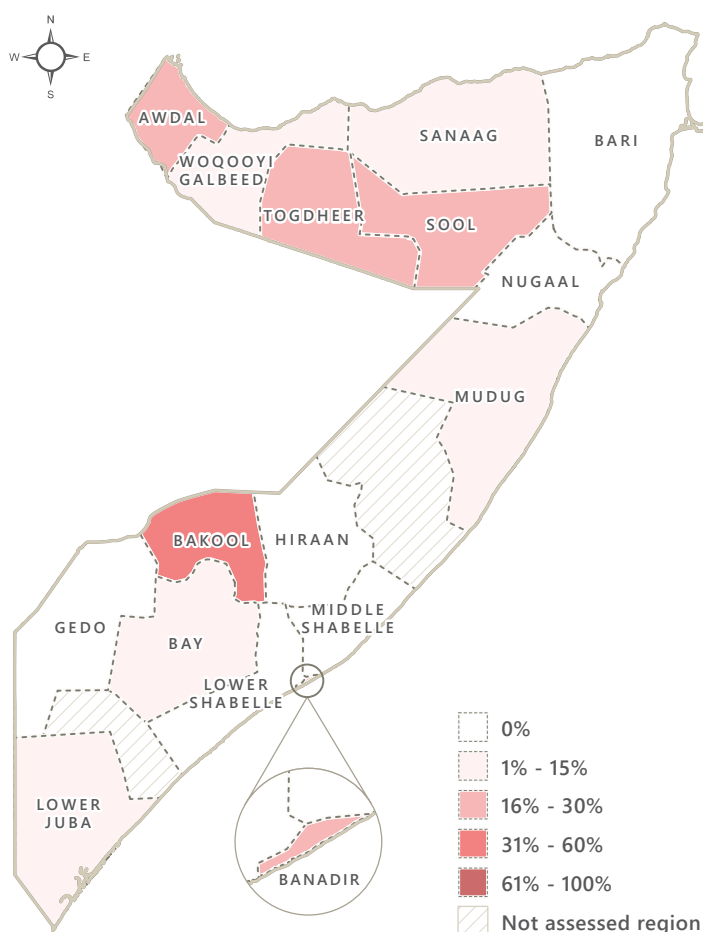 N
W E
S
AWDAL
WOQOOYI
GALBEED
SANAAG
BARI
TOGDHEER
SOOL
NUGAAL
MUDUG
BAKOOL
HIRAAN
MIDDLE
SHABELLE
GEDO
BAY
LOWER
SHABELLE
LOWER
JUBA
BANADIR
0%
1% - 15%
16% - 30%
31% - 60%
61% - 100%
Not assessed region